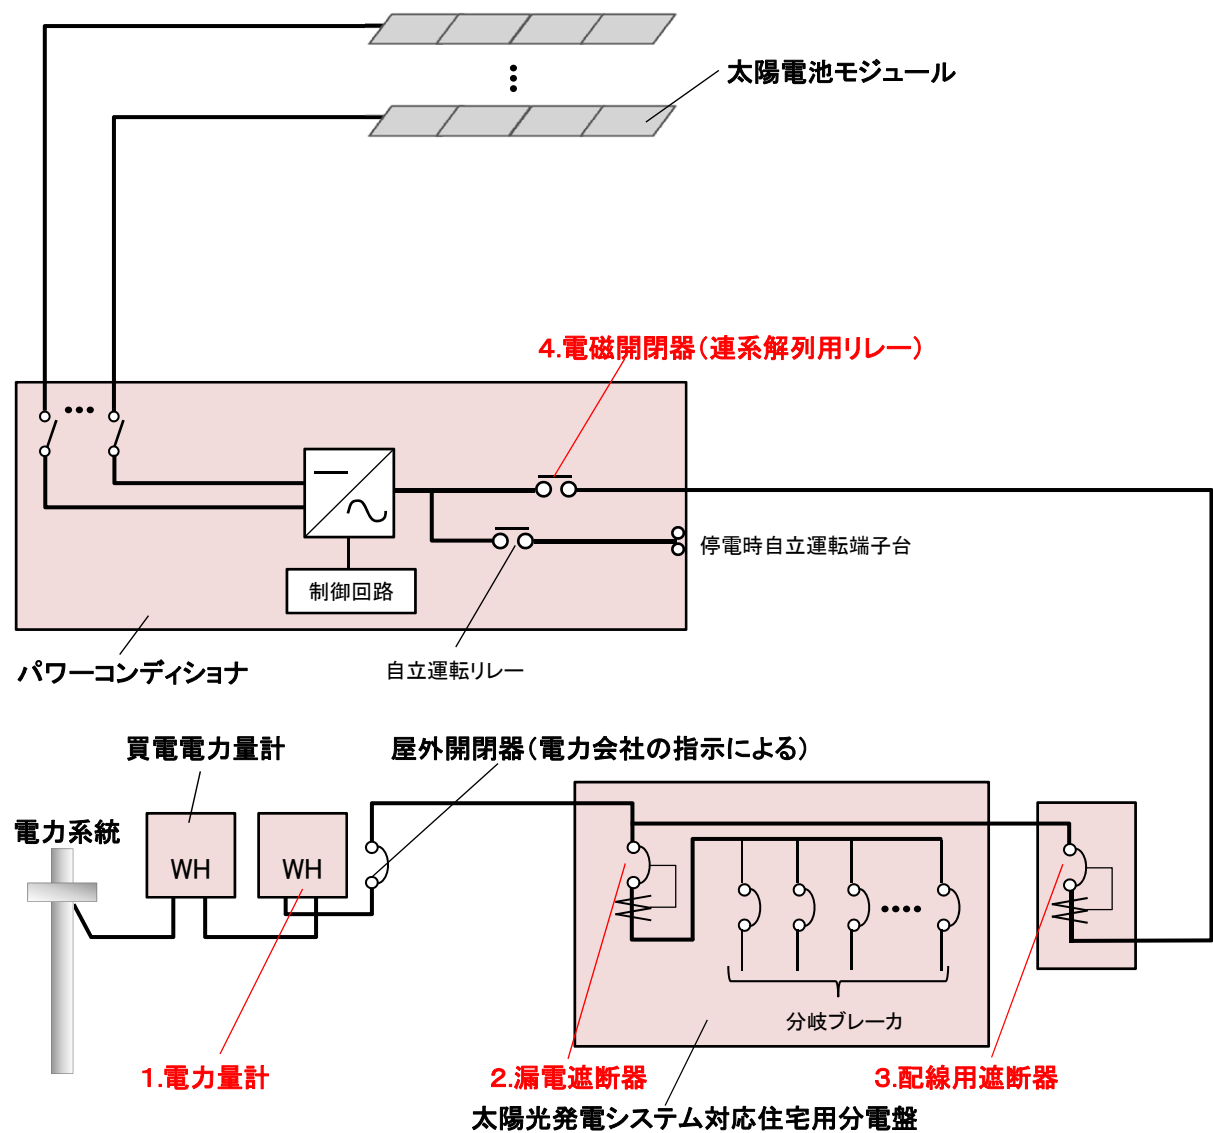 太陽電池モジュール
4.電磁開閉器（連系解列用リレー）
停電時自立運転端子台
制御回路
パワーコンディショナ
自立運転リレー
買電電力量計
屋外開閉器（電力会社の指示による）
電力系統
WH
WH
分岐ブレーカ
1.電力量計
2.漏電遮断器
3.配線用遮断器
太陽光発電システム対応住宅用分電盤